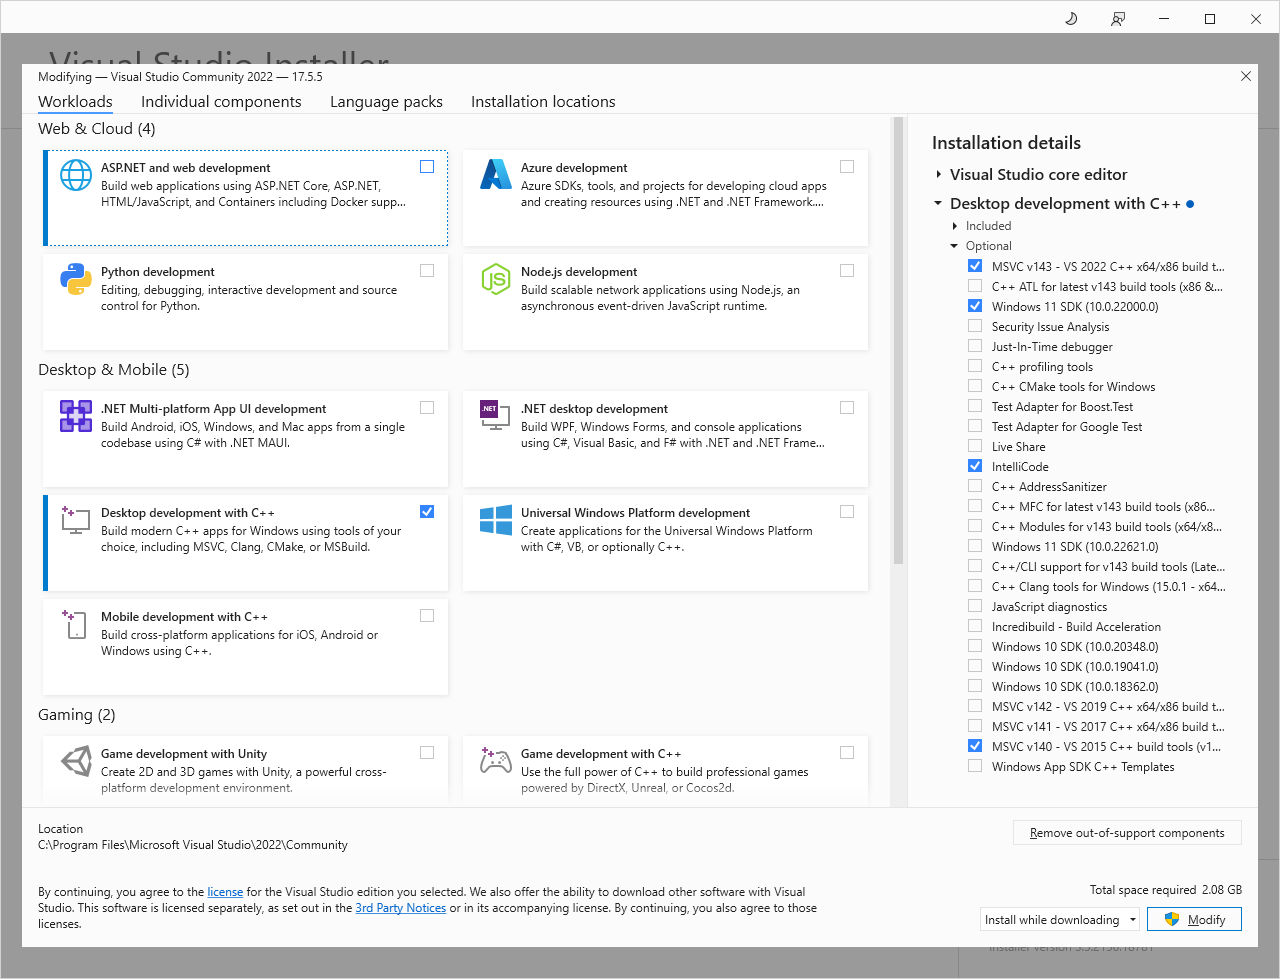 Visual Studio Installer
Modifying — Visual Studio Community 2022 — 17.5.5
Workloads
Individual components
Language packs
Installation locations
Web & Cloud (4)
ASP.NET and web development
Build web applications using ASP.NET Core, ASP.NET,
HTML/JavaScript, and Containers including Docker supp...
Azure development
Azure SDKs, tools, and projects for developing cloud apps
and creating resources using .NET and .NET Framework....
Python development
Editing, debugging, interactive development and source
control for Python.
Node.js development
Build scalable network applications using Node.js, an
asynchronous event-driven JavaScript runtime.
Desktop & Mobile (5)
.NET Multi-platform App UI development
Build Android, iOS, Windows, and Mac apps from a single
codebase using C# with .NET MAUI.
.NET
.NET desktop development
Build WPF, Windows Forms, and console applications
using C#, Visual Basic, and F# with .NET and .NET Frame...
Desktop development with C++
Build modern C++ apps for Windows using tools of your
choice, including MSVC, Clang, CMake, or MSBuild.
Universal Windows Platform development
Create applications for the Universal Windows Platform
with C#, VB, or optionally C++.
Mobile development with C++
Build cross-platform applications for iOS, Android or
Windows using C++.
Gaming (2)
Game development with Unity
Create 2D and 3D games with Unity, a powerful cross-
platform development environment.
Game development with C++
Use the full power of C++ to build professional games
powered by DirectX, Unreal, or Cocos2d.
Installation details
Visual Studio core editor
Desktop development with C++
Included
Optional
MSVC v143 - VS 2022 C++ x64/x86 build t...
C++ ATL for latest v143 build tools (x86 &...
Windows 11 SDK (10.0.22000.0)
Security Issue Analysis
Just-In-Time debugger
C++ profiling tools
C++ CMake tools for Windows
Test Adapter for Boost.Test
Test Adapter for Google Test
Live Share
IntelliCode
C++ AddressSanitizer
C++ MFC for latest v143 build tools (x86...
C++ Modules for v143 build tools (x64/x8...
Windows 11 SDK (10.0.22621.0)
C++/CLI support for v143 build tools (Late...
C++ Clang tools for Windows (15.0.1 - x64...
JavaScript diagnostics
Incredibuild - Build Acceleration
Windows 10 SDK (10.0.20348.0)
Windows 10 SDK (10.0.19041.0)
Windows 10 SDK (10.0.18362.0)
MSVC v142 - VS 2019 C++ x64/x86 build t...
MSVC v141 - VS 2017 C++ x64/x86 build t...
MSVC v140 - VS 2015 C++ build tools (v1...
Windows App SDK C++ Templates
Location
C:\Program Files\Microsoft Visual Studio\2022\Community
Remove out-of-support components
By continuing, you agree to the license for the Visual Studio edition you selected. We also offer the ability to download other software with Visual
Studio. This software is licensed separately, as set out in the 3rd Party Notices or in its accompanying license. By continuing, you also agree to those
licenses.
Total space required 2.08 GB
Install while downloading
Modify
Installer version